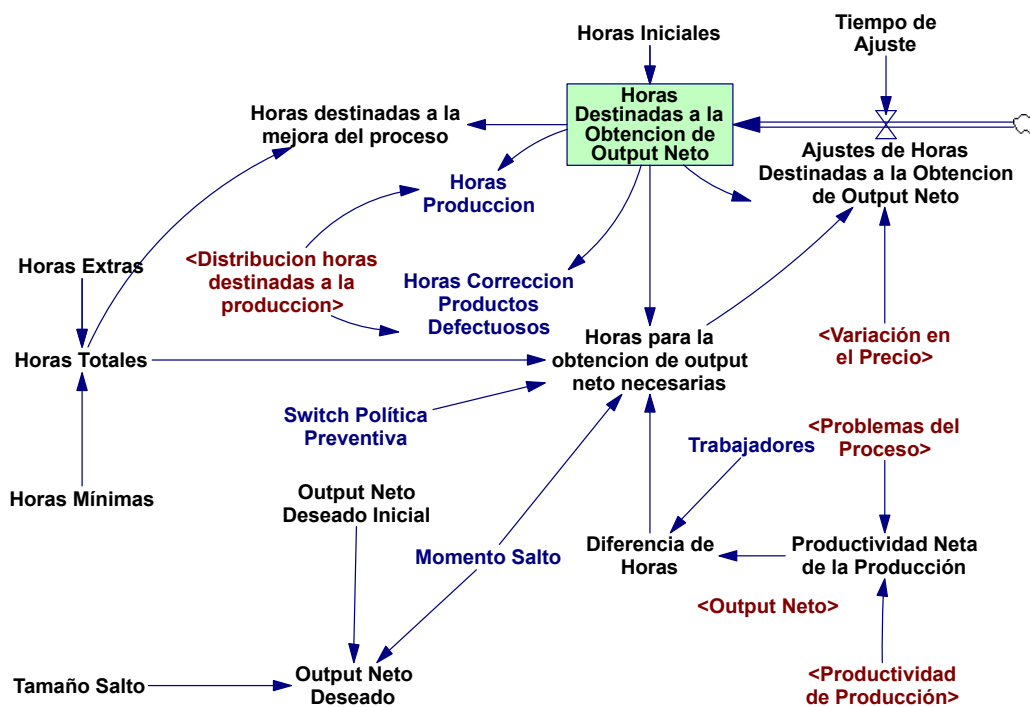 Horas Iniciales
Tiempo de
Ajuste
Horas
Destinadas a la
Obtencion de
Output Neto
Horas destinadas a la
mejora del proceso
Ajustes de Horas
Destinadas a la Obtencion
de Output Neto
Horas
Produccion
Horas Extras
<Distribucion horas
destinadas a la
produccion>
Horas Correccion
Productos
Defectuosos
Horas Totales
Horas para la
obtencion de output
neto necesarias
<Variación en
el Precio>
Switch Política
Preventiva
Trabajadores
<Problemas del
Proceso>
Horas Mínimas
Output Neto
Deseado Inicial
Momento Salto
Diferencia de
Horas
Productividad Neta
de la Producción
<Output Neto>
Tamaño Salto
Output Neto
Deseado
<Productividad
de Producción>